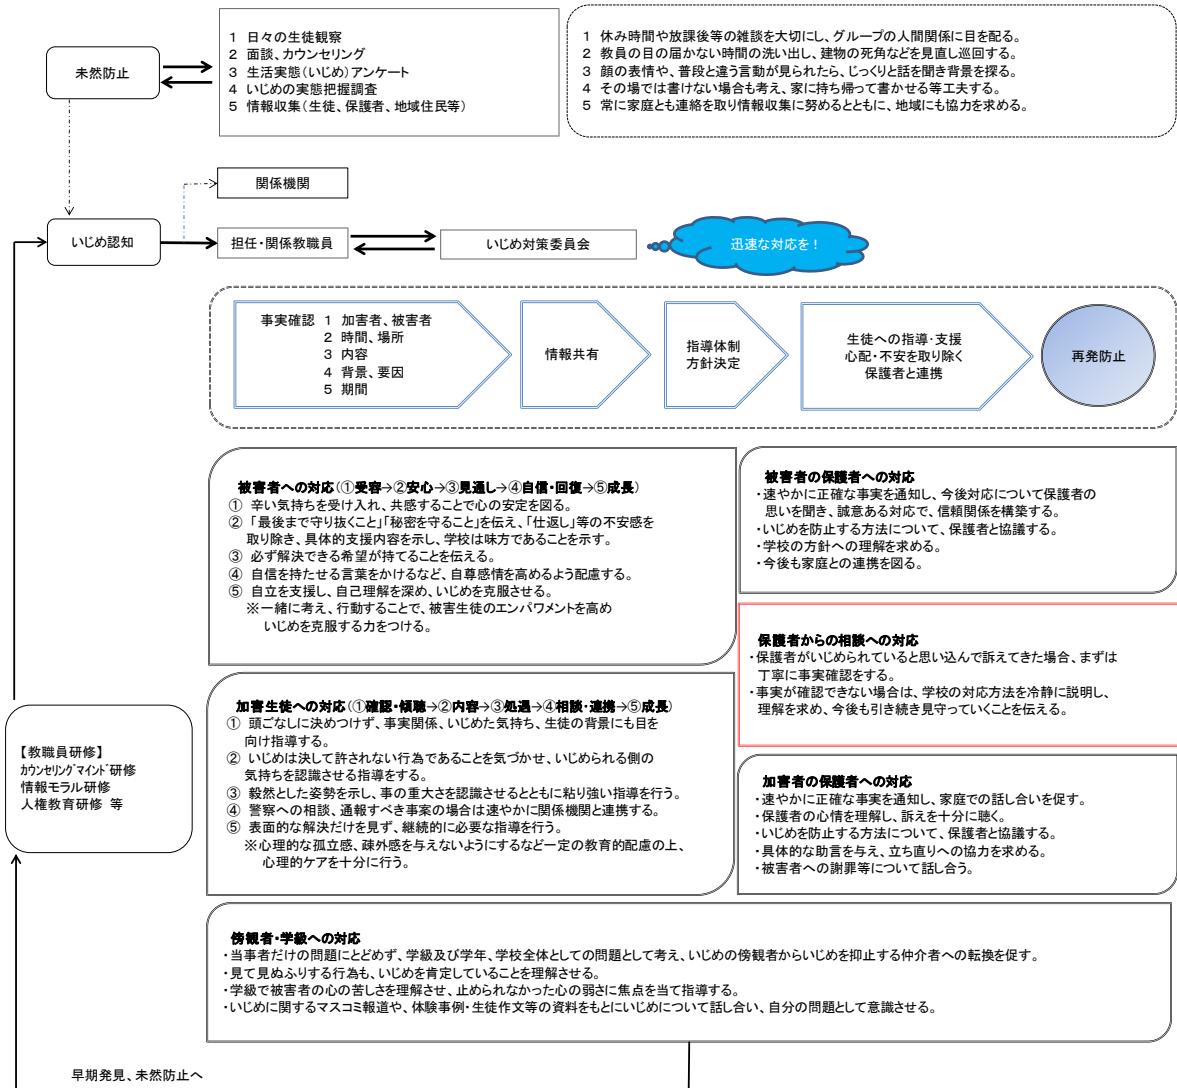 未然防止
1 日々の生徒観察
2 面談、カウンセリング
3 生活実態(いじめ)アンケート
4 いじめの実態把握調査
5 情報収集(生徒、保護者、地域住民等)
1 休み時間や放課後等の雑談を大切にし、グループの人間関係に目を配る。
2 教員の目の届かない時間の洗い出し、建物の死角などを見直し巡回する。
3 顔の表情や、普段と違う言動が見られたら、じっくりと話を聞き背景を探る。
4 その場では書けない場合も考え、家に持ち帰って書かせる等工夫する。
5 常に家庭とも連絡を取り情報収集に努めるとともに、地域にも協力を求める。
関係機関
いじめ認知
担任・関係教職員
いじめ対策委員会
迅速な対応を!
事実確認 1 加害者、被害者
2 時間、場所
3 内容
4 背景、要因
5 期間
情報共有
指導体制
方針決定
生徒への指導・支援
心配・不安を取り除く
保護者と連携
再発防止
被害者への対応(①受容→②安心→③見通し→④自信・回復→⑤成長)
① 辛い気持ちを受け入れ、共感することで心の安定を図る。
② 「最後まで守り抜くこと」「秘密を守ること」を伝え、「仕返し」等の不安感を
取り除き、具体的支援内容を示し、学校は味方であることを示す。
③ 必ず解決できる希望が持てることを伝える。
④ 自信を持たせる言葉をかけるなど、自尊感情を高めるよう配慮する。
⑤ 自立を支援し、自己理解を深め、いじめを克服させる。
※一緒に考え、行動することで、被害生徒のエンパワメントを高め
いじめを克服する力をつける。
被害者の保護者への対応
・速やかに正確な事実を通知し、今後対応について保護者の
思いを聞き、誠意ある対応で、信頼関係を構築する。
・いじめを防止する方法について、保護者と協議する。
・学校の方針への理解を求める。
・今後も家庭との連携を図る。
保護者からの相談への対応
・保護者がいじめられていると思い込んで訴えてきた場合、まずは
丁寧に事実確認をする。
・事実が確認できない場合は、学校の対応方法を冷静に説明し、
理解を求め、今後も引き続き見守っていくことを伝える。
加害生徒への対応(①確認・傾聴→②内容→③処遇→④相談・連携→⑤成長)
① 頭ごなしに決めつけず、事実関係、いじめた気持ち、生徒の背景にも目を
向け指導する。
② いじめは決して許されない行為であることを気づかせ、いじめられる側の
気持ちを認識させる指導をする。
③ 毅然とした姿勢を示し、事の重大さを認識させるとともに粘り強い指導を行う。
④ 警察への相談、通報すべき事案の場合は速やかに関係機関と連携する。
⑤ 表面的な解決だけを見ず、継続的に必要な指導を行う。
※心理的な孤立感、疎外感を与えないようにするなど一定の教育的配慮の上、
心理的ケアを十分に行う。
加害者の保護者への対応
・速やかに正確な事実を通知し、家庭での話し合いを促す。
・保護者の心情を理解し、訴えを十分に聴く。
・いじめを防止する方法について、保護者と協議する。
・具体的な助言を与え、立ち直りへの協力を求める。
・被害者への謝罪等について話し合う。
【教職員研修】
ｶｳﾝｾﾘﾝｸﾞﾏｲﾝﾄﾞ研修
情報モラル研修
人権教育研修 等
傍観者・学級への対応
・当事者だけの問題にとどめず、学級及び学年、学校全体としての問題として考え、いじめの傍観者からいじめを抑止する仲介者への転換を促す。
・見て見ぬふりする行為も、いじめを肯定していることを理解させる。
・学級で被害者の心の苦しさを理解させ、止められなかった心の弱さに焦点を当て指導する。
・いじめに関するマスコミ報道や、体験事例・生徒作文等の資料をもとにいじめについて話し合い、自分の問題として意識させる。
早期発見、未然防止へ